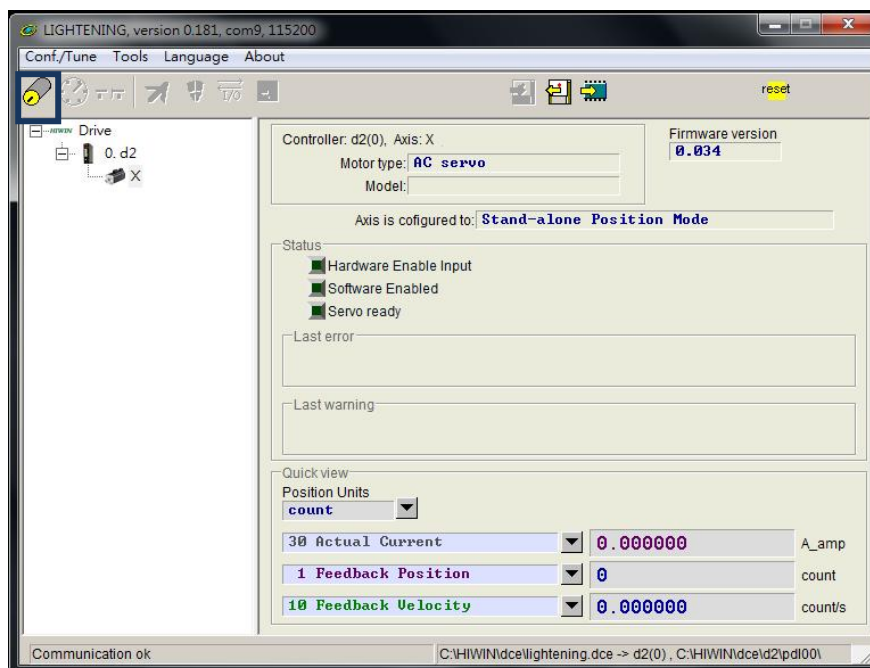 LIGHTENING, version 0.181, com9, 115200
Conf./Tune Tools Language About
I/O
reset
HIWIN Drive
0. d2
X
Controller: d2(0), Axis: X
Motor type: AC servo
Model:
Firmware version
0.034
Axis is cofigured to: Stand-alone Position Mode
Status
Hardware Enable Input
Software Enabled
Servo ready
Last error
Last warning
Quick view
Position Units
count
30 Actual Current 0.000000 A_amp
1 Feedback Position 0 count
10 Feedback Velocity 0.000000 count/s
Communication ok C:\HIWIN\dce\lightening.dce -> d2(0) , C:\HIWIN\dce\d2\pdl00\